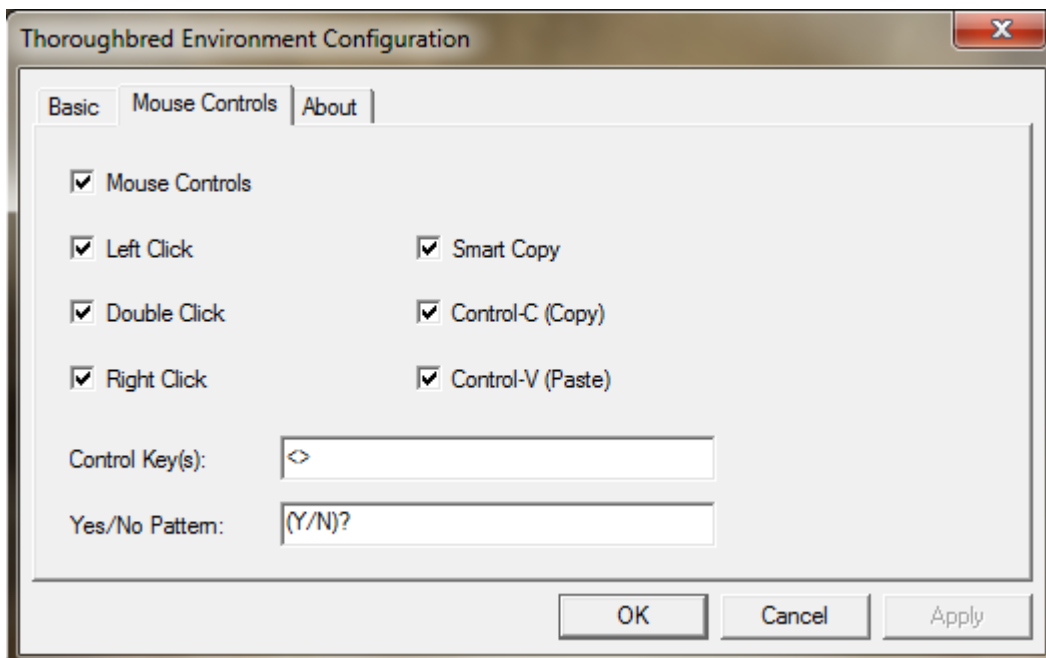 Thoroughbred Environment Configuration
Basic Mouse Controls About
Mouse Controls
Left Click Smart Copy
Double Click Control-C (Copy)
Right Click Control-V (Paste)
Control Key(s): <>
Yes/No Pattern: (Y/N)?
OK Cancel Apply